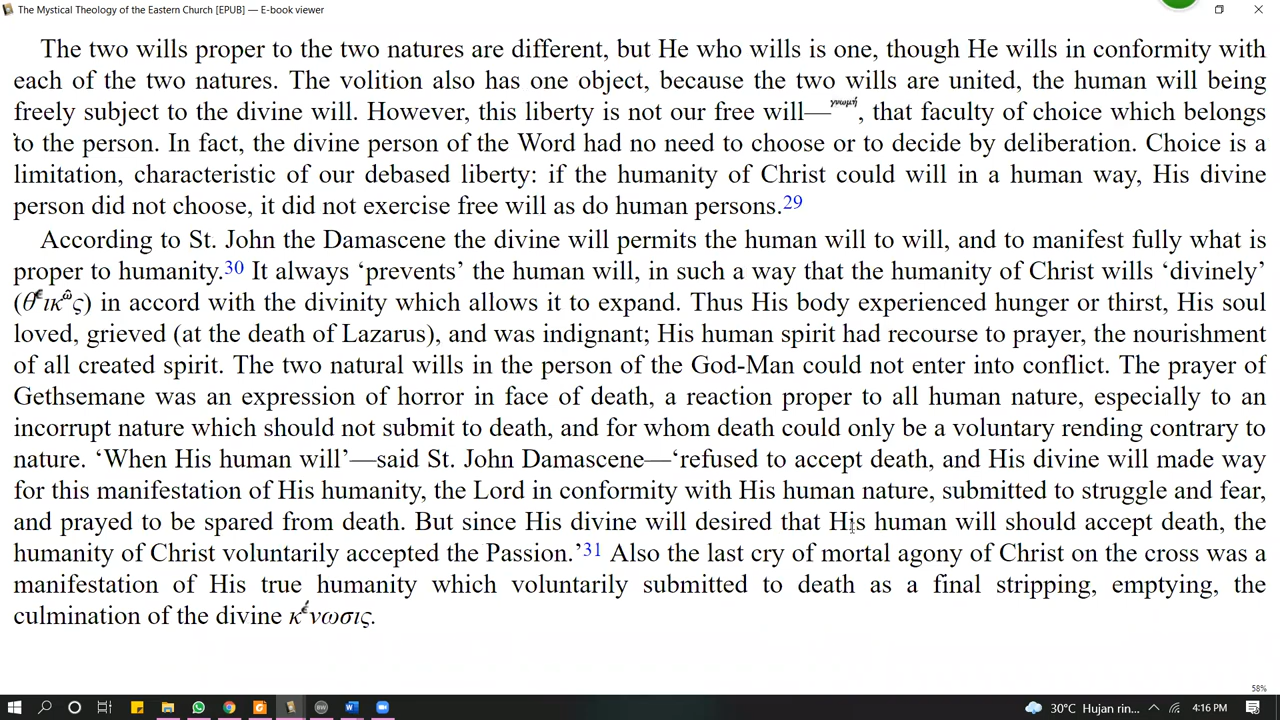 The Mystical Theology of the Eastern Church [EPUB] — E-book viewer
The two wills proper to the two natures are different, but He who wills is one, though He wills in conformity with
each of the two natures. The volition also has one object, because the two wills are united, the human will being
freely subject to the divine will. However, this liberty is not our free will—γνωμή, that faculty of choice which belongs
to the person. In fact, the divine person of the Word had no need to choose or to decide by deliberation. Choice is a
limitation, characteristic of our debased liberty: if the humanity of Christ could will in a human way, His divine
person did not choose, it did not exercise free will as do human persons.29
According to St. John the Damascene the divine will permits the human will to will, and to manifest fully what is
proper to humanity.30 It always ‘prevents’ the human will, in such a way that the humanity of Christ wills ‘divinely’
(θεικῶς) in accord with the divinity which allows it to expand. Thus His body experienced hunger or thirst, His soul
loved, grieved (at the death of Lazarus), and was indignant; His human spirit had recourse to prayer, the nourishment
of all created spirit. The two natural wills in the person of the God-Man could not enter into conflict. The prayer of
Gethsemane was an expression of horror in face of death, a reaction proper to all human nature, especially to an
incorrupt nature which should not submit to death, and for whom death could only be a voluntary rending contrary to
nature. ‘When His human will’—said St. John Damascene—‘refused to accept death, and His divine will made way
for this manifestation of His humanity, the Lord in conformity with His human nature, submitted to struggle and fear,
and prayed to be spared from death. But since His divine will desired that His human will should accept death, the
humanity of Christ voluntarily accepted the Passion.’31 Also the last cry of mortal agony of Christ on the cross was a
manifestation of His true humanity which voluntarily submitted to death as a final stripping, emptying, the
culmination of the divine κένωσις.
58%
30°C Hujan rin...
4:16 PM